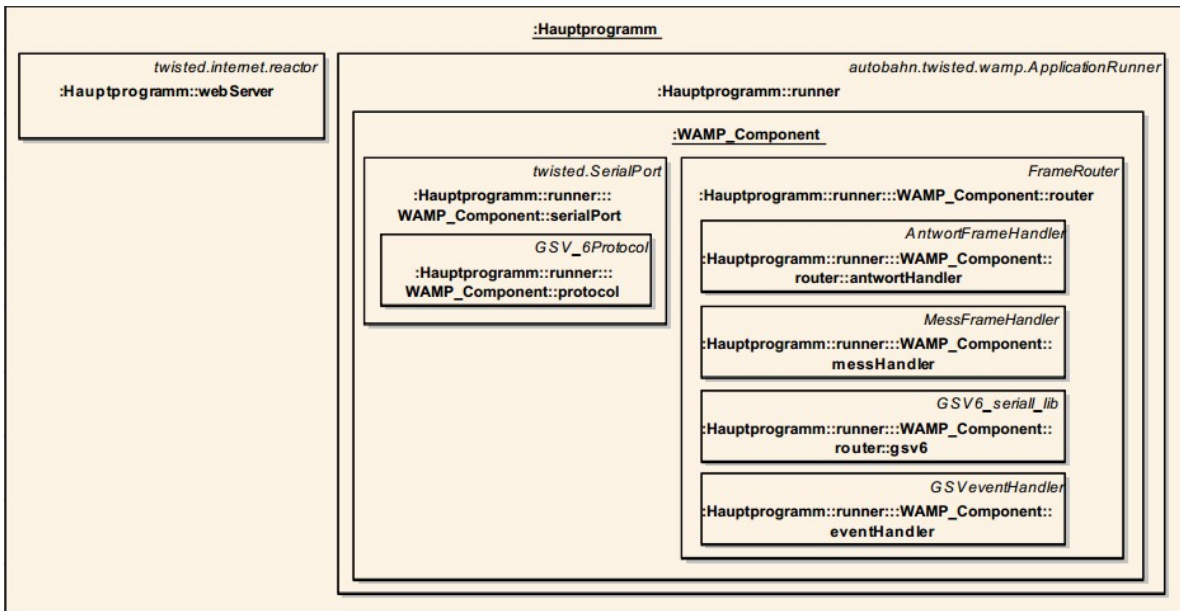 :Hauptprogramm
twisted.internet.reactor
:Hauptprogramm::webServer
autobahn.twisted.wamp.ApplicationRunner
:Hauptprogramm::runner
:WAMP_Component
twisted.SerialPort
:Hauptprogramm::runner:::
WAMP_Component::serialPort
GSV_6Protocol
:Hauptprogramm::runner:::
WAMP_Component::protocol
FrameRouter
:Hauptprogramm::runner:::WAMP_Component::router
AntwortFrameHandler
:Hauptprogramm::runner:::WAMP_Component::
router::antwortHandler
MessFrameHandler
:Hauptprogramm::runner:::WAMP_Component::
messHandler
GSV6_seriall_lib
:Hauptprogramm::runner:::WAMP_Component::
router::gsv6
GSVeventHandler
:Hauptprogramm::runner:::WAMP_Component::
eventHandler